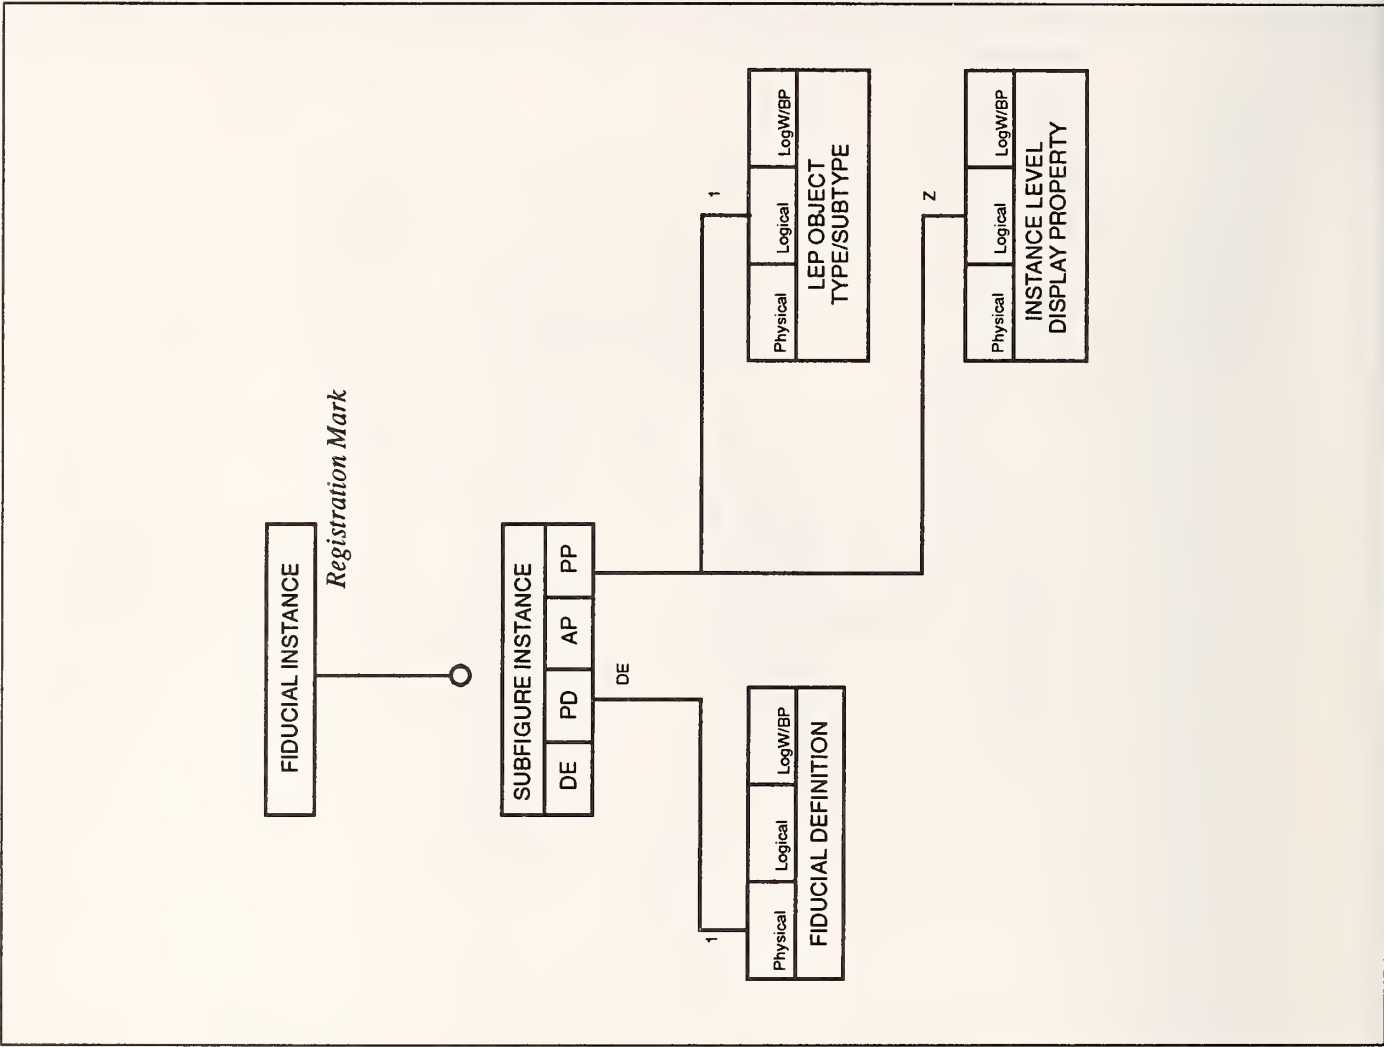 FIDUCIAL INSTANCE
Registration Mark
SUBFIGURE INSTANCE
DE PD AP PP
DE
1
1
Physical Logical LogW/BP
FIDUCIAL DEFINITION
Physical Logical LogW/BP
LEP OBJECT
TYPE/SUBTYPE
Z
Physical Logical LogW/BP
INSTANCE LEVEL
DISPLAY PROPERTY